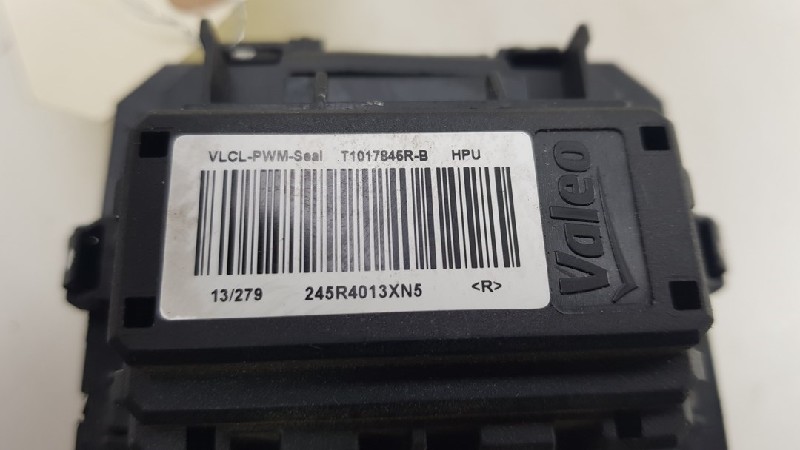 VLCL-PWM-Seal T1017846R-B HPU
13/279 245R4013XN5 <R>
Valeo